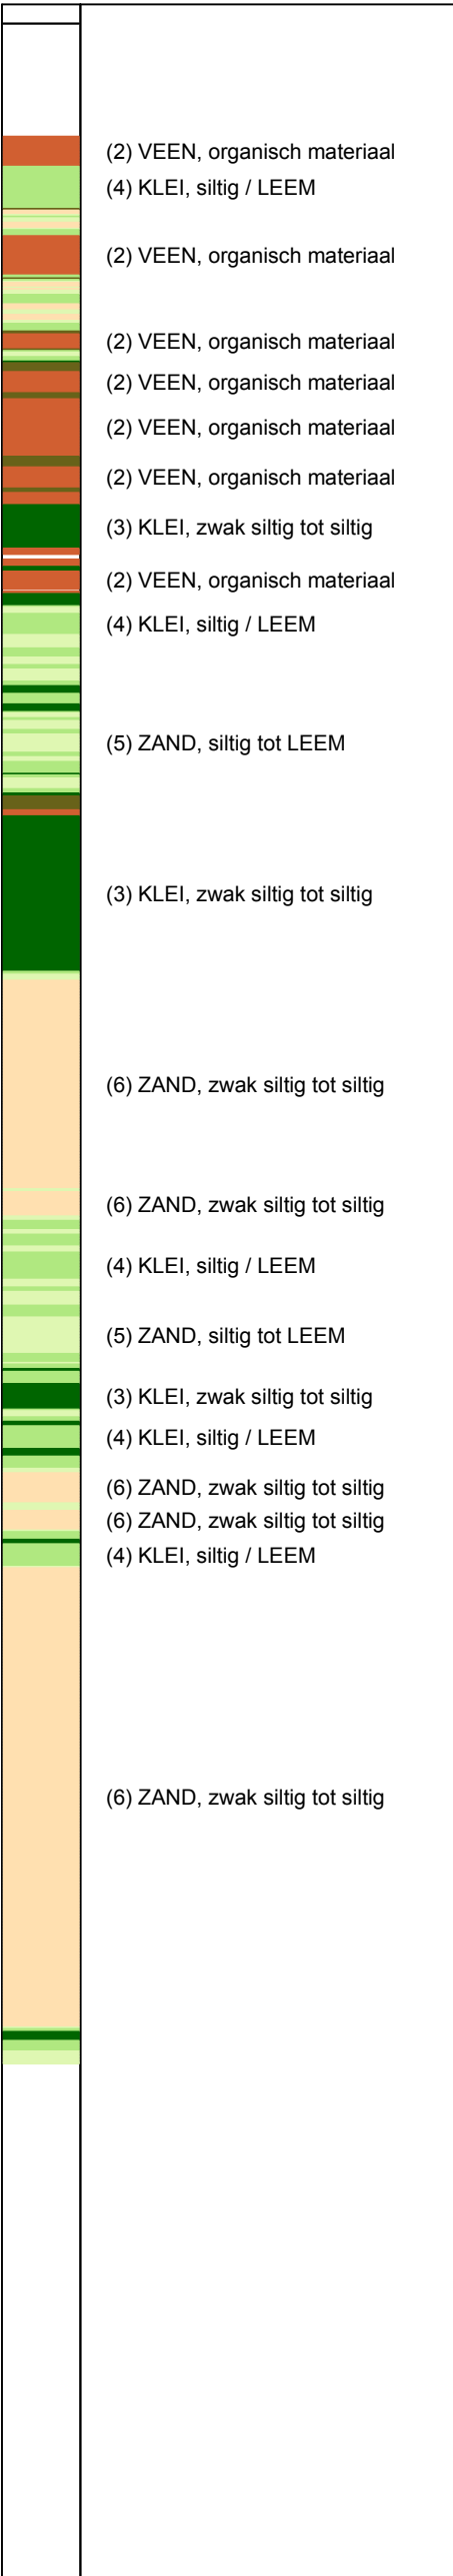 (2) VEEN, organisch materiaal
(4) KLEI, siltig / LEEM
(2) VEEN, organisch materiaal
(2) VEEN, organisch materiaal
(2) VEEN, organisch materiaal
(2) VEEN, organisch materiaal
(2) VEEN, organisch materiaal
(3) KLEI, zwak siltig tot siltig
(2) VEEN, organisch materiaal
(4) KLEI, siltig / LEEM
(5) ZAND, siltig tot LEEM
(3) KLEI, zwak siltig tot siltig
(6) ZAND, zwak siltig tot siltig
(6) ZAND, zwak siltig tot siltig
(4) KLEI, siltig / LEEM
(5) ZAND, siltig tot LEEM
(3) KLEI, zwak siltig tot siltig
(4) KLEI, siltig / LEEM
(6) ZAND, zwak siltig tot siltig
(6) ZAND, zwak siltig tot siltig
(4) KLEI, siltig / LEEM
(6) ZAND, zwak siltig tot siltig